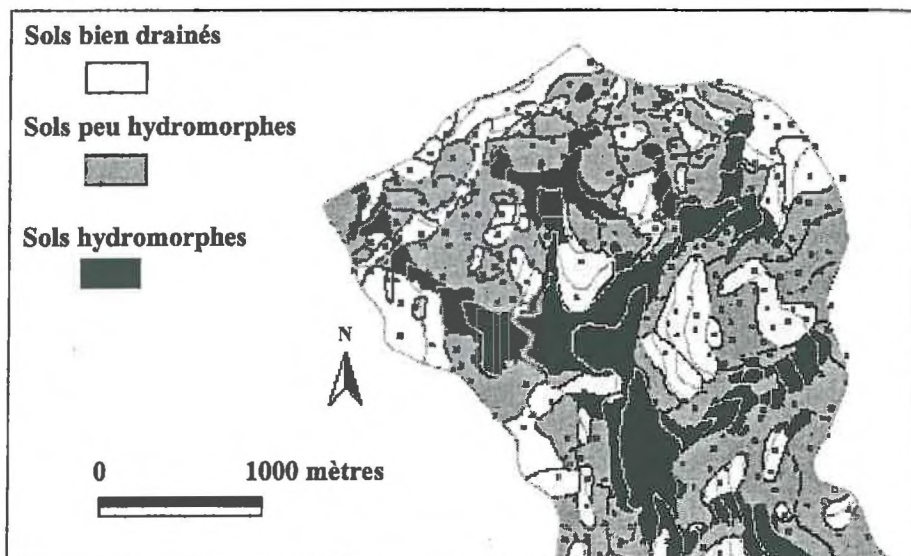 Sols bien drainés
Sols peu hydromorphes
Sols hydromorphes
N
0 1000 mètres